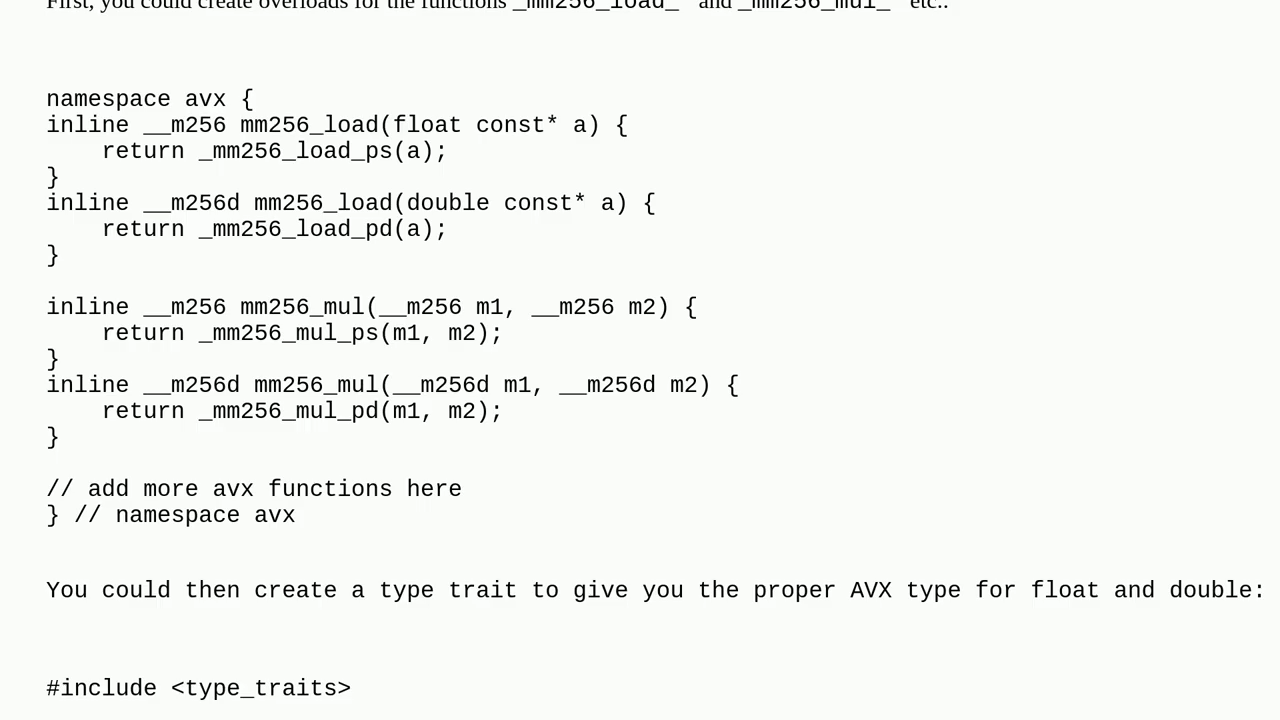 First, you could create overloads for the functions _mm256_load_ and _mm256_mul_ etc..
namespace avx {
inline __m256 mm256_load(float const* a) {
    return _mm256_load_ps(a);
}
inline __m256d mm256_load(double const* a) {
    return _mm256_load_pd(a);
}
inline __m256 mm256_mul(__m256 m1, __m256 m2) {
    return _mm256_mul_ps(m1, m2);
}
inline __m256d mm256_mul(__m256d m1, __m256d m2) {
    return _mm256_mul_pd(m1, m2);
}
// add more avx functions here
} // namespace avx
You could then create a type trait to give you the proper AVX type for float and double:
#include <type_traits>